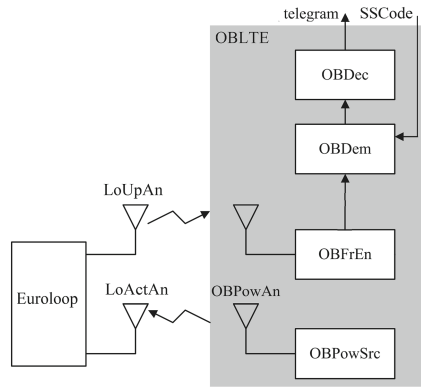 telegram SSCode
OBLTE
OBDec
OBDem
LoUpAn
OBFrEn
Euroloop
LoActAn
OBPowAn
OBPowSrc